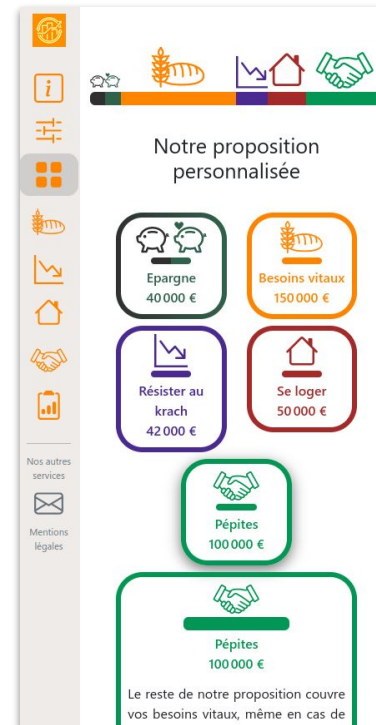 Notre proposition
personnalisée
Epargne
40 000 €
Besoins vitaux
150 000 €
Résister au
krach
42 000 €
Se loger
50 000 €
Pépites
100 000 €
Pépites
100 000 €
Le reste de notre proposition couvre
vos besoins vitaux, même en cas de
Nos autres
services
Mentions
légales